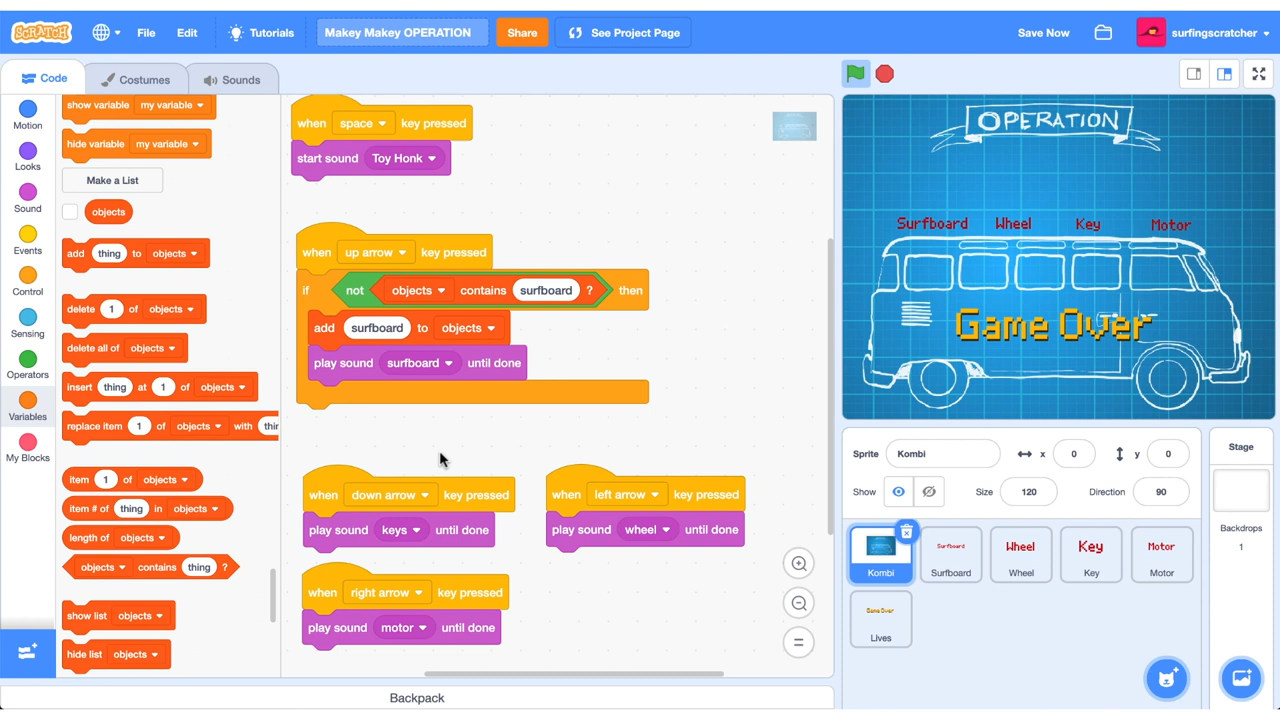 SCRATCH File Edit Tutorials Makey Makey OPERATION Share See Project Page Save Now surfingscratcher
Code Costumes Sounds
Motion
Looks
Sound
Events
Control
Sensing
Operators
Variables
My Blocks
show variable my variable
hide variable my variable
Make a List
objects
add thing to objects
delete 1 of objects
delete all of objects
insert thing at 1 of objects
replace item 1 of objects with
item 1 of objects
item # of thing in objects
length of objects
objects contains thing ?
show list objects
hide list objects
when space key pressed
start sound Toy Honk
when up arrow key pressed
if not objects contains surfboard ? then
add surfboard to objects
play sound surfboard until done
when down arrow key pressed
play sound keys until done
when left arrow key pressed
play sound wheel until done
when right arrow key pressed
play sound motor until done
Backpack
OPERATION
Surfboard Wheel Key Motor
Game Over
Sprite Kombi x 0 y 0
Show Size 120 Direction 90
Kombi
Surfboard
Surfboard
Wheel
Wheel
Key
Key
Motor
Motor
Game Over
Lives
Stage
Backdrops
1